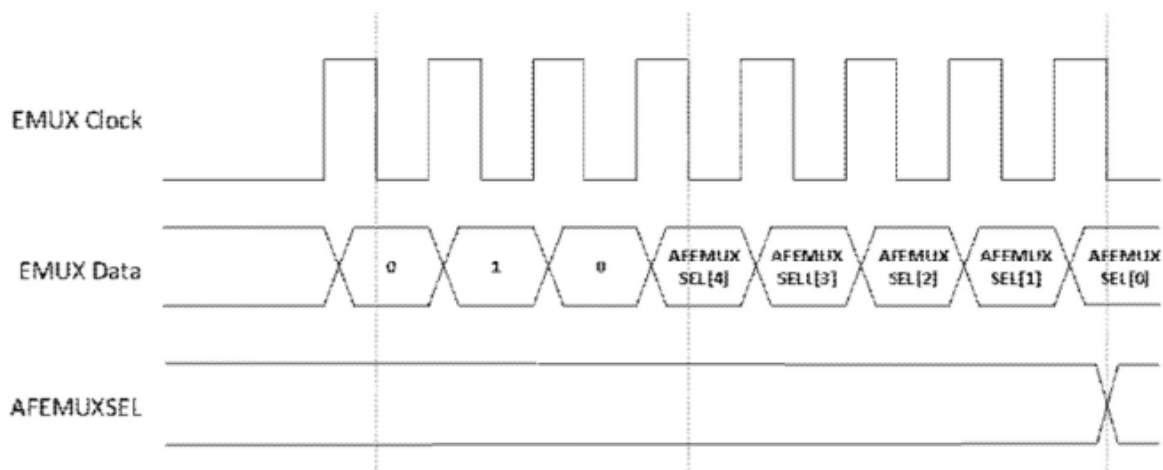 EMUX Clock
EMUX Data
0
1
0
AFEMUX
SEL[4]
AFEMUX
SEL[3]
AFEMUX
SEL[2]
AFEMUX
SEL[1]
AFEMUX
SEL[0]
AFEMUXSEL